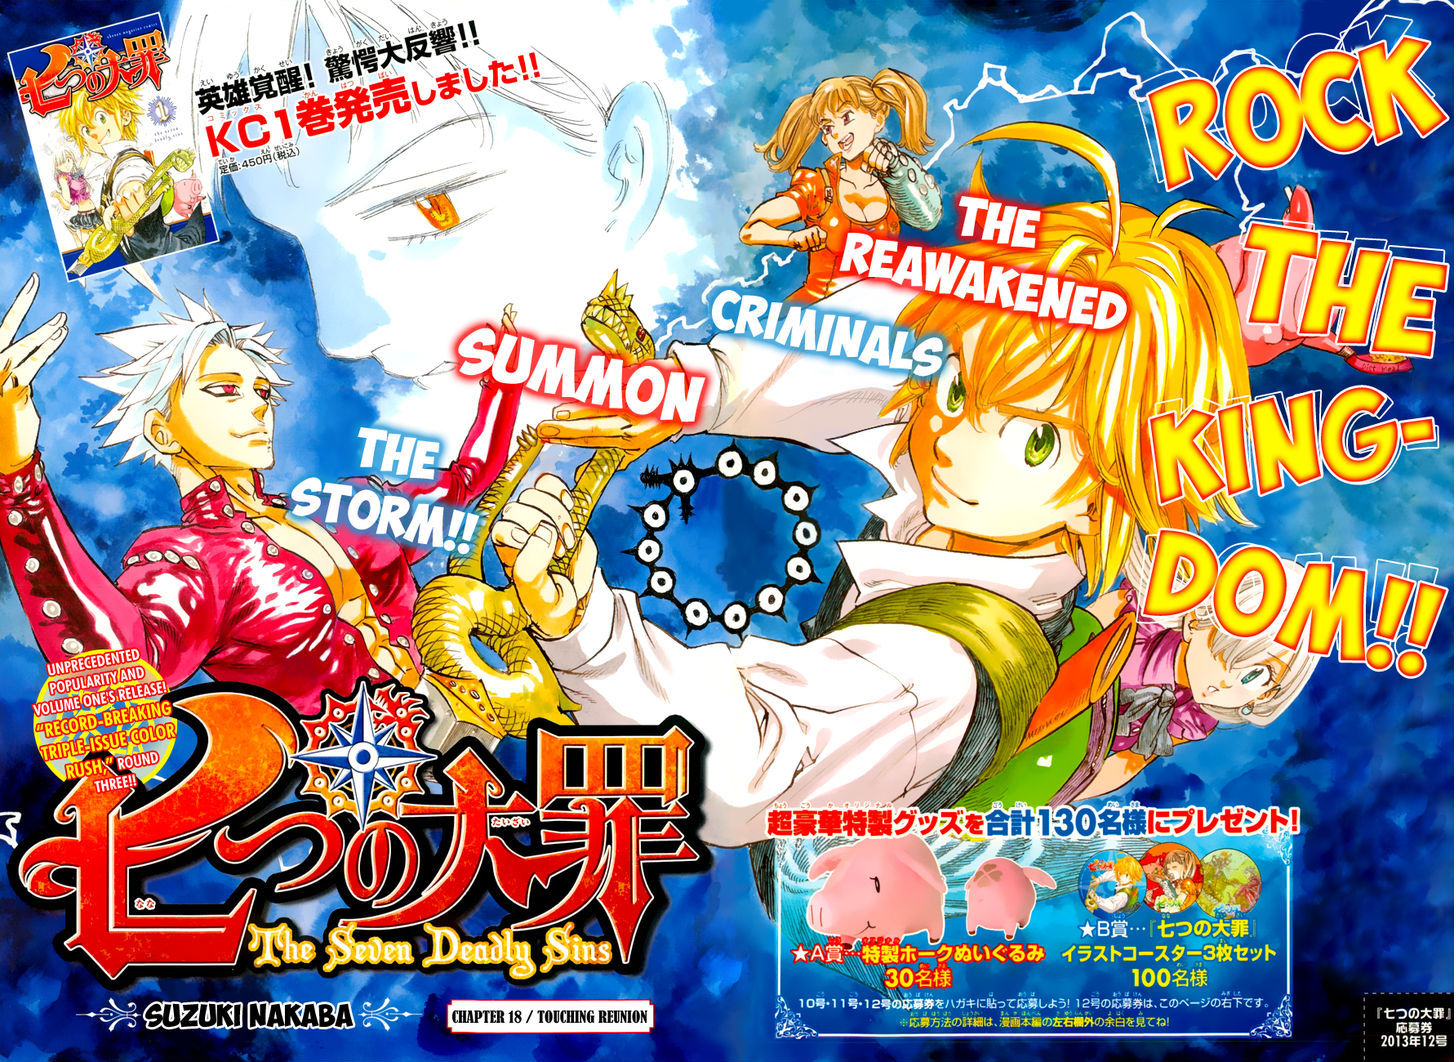 七つの大罪
1
the seven deadly sins
英雄覚醒! 驚愕大反響!!
KC1巻発売しました!!
定価:450円(税込)
ROCK
THE
KING-
DOM!!
THE
REAWAKENED
CRIMINALS
SUMMON
THE
STORM!!
UNPRECEDENTED
POPULARITY AND
VOLUME ONE'S RELEASE!
"RECORD-BREAKING
TRIPLE-ISSUE COLOR
RUSH," ROUND
THREE!!
七つの大罪
The Seven Deadly Sins
SUZUKI NAKABA
CHAPTER 18 / TOUCHING REUNION
超豪華特製グッズを合計130名様にプレゼント!
★A賞…特製ホークぬいぐるみ
30名様
★B賞…『七つの大罪』
イラストコースター3枚セット
100名様
10号・11号・12号の応募券をハガキに貼って応募しよう! 12号の応募券は、このページの右下です。
※応募方法の詳細は、漫画本編の左右欄外の余白を見てね!
『七つの大罪』
応募券
2013年12号